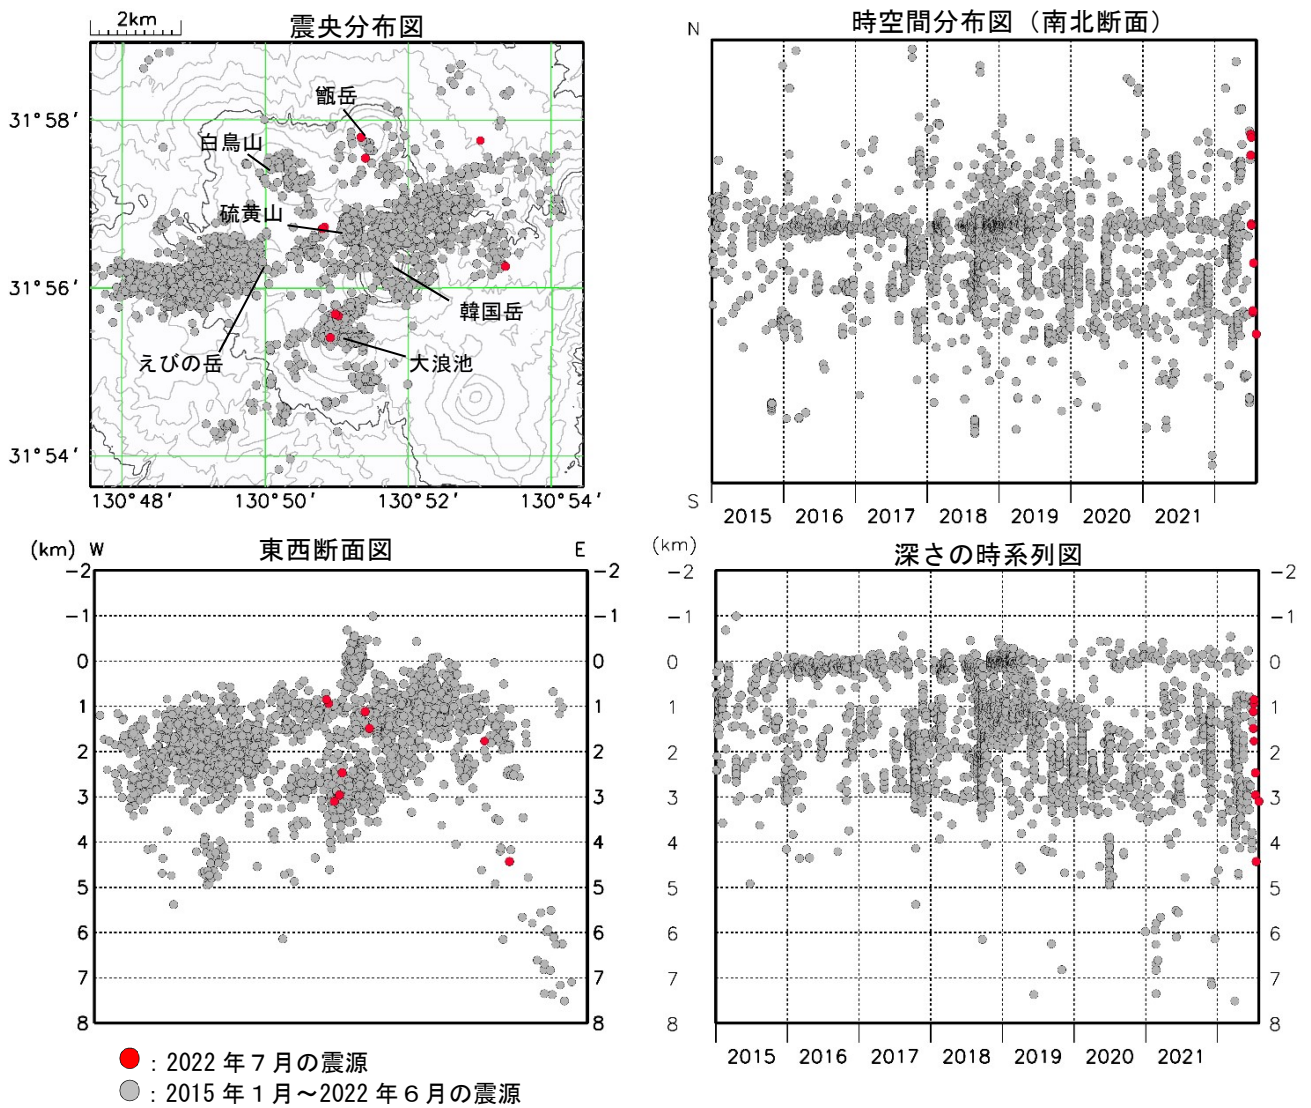 2km
震央分布図
甑岳
31°58′
白鳥山
硫黄山
31°56′
韓国岳
えびの岳
大浪池
31°54′
130°48′ 130°50′ 130°52′ 130°54′
時空間分布図（南北断面）
N
S
2015 2016 2017 2018 2019 2020 2021
東西断面図
(km) W E
-2 -2
-1 -1
0 0
1 1
2 2
3 3
4 4
5 5
6 6
7 7
8 8
深さの時系列図
(km)
-2 -2
-1 -1
0 0
1 1
2 2
3 3
4 4
5 5
6 6
7 7
8 8
2015 2016 2017 2018 2019 2020 2021
：2022年７月の震源
：2015年１月～2022年６月の震源